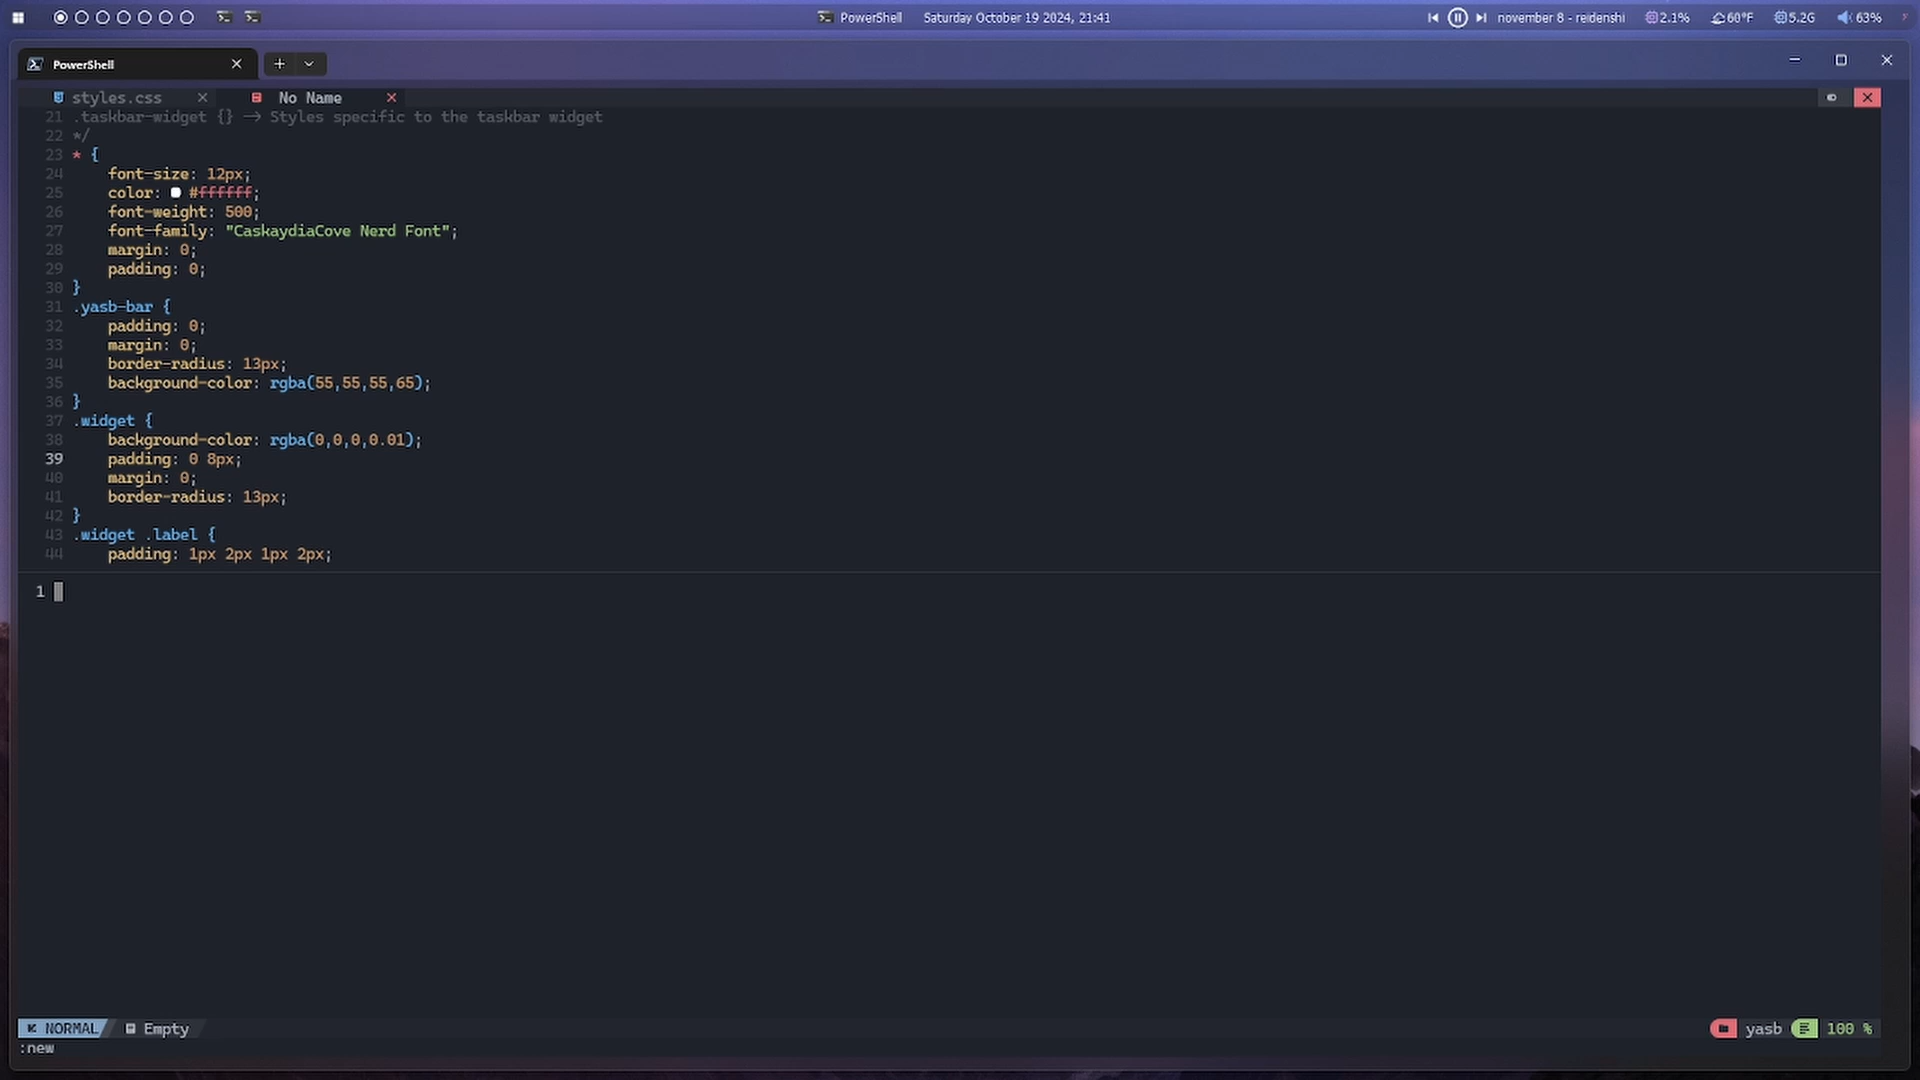 PowerShell
Saturday October 19 2024, 21:41
november 8 - reidenshi
2.1%
60°F
5.2G
63%
PowerShell
styles.css
No Name
21 .taskbar-widget {} -> Styles specific to the taskbar widget
22 */
23 * {
24 font-size: 12px;
25 color: #ffffff;
26 font-weight: 500;
27 font-family: "CaskaydiaCove Nerd Font";
28 margin: 0;
29 padding: 0;
30 }
31 .yasb-bar {
32 padding: 0;
33 margin: 0;
34 border-radius: 13px;
35 background-color: rgba(55,55,55,65);
36 }
37 .widget {
38 background-color: rgba(0,0,0,0.01);
39 padding: 0 8px;
40 margin: 0;
41 border-radius: 13px;
42 }
43 .widget .label {
44 padding: 1px 2px 1px 2px;
1
NORMAL Empty
yasb 100 %
:new